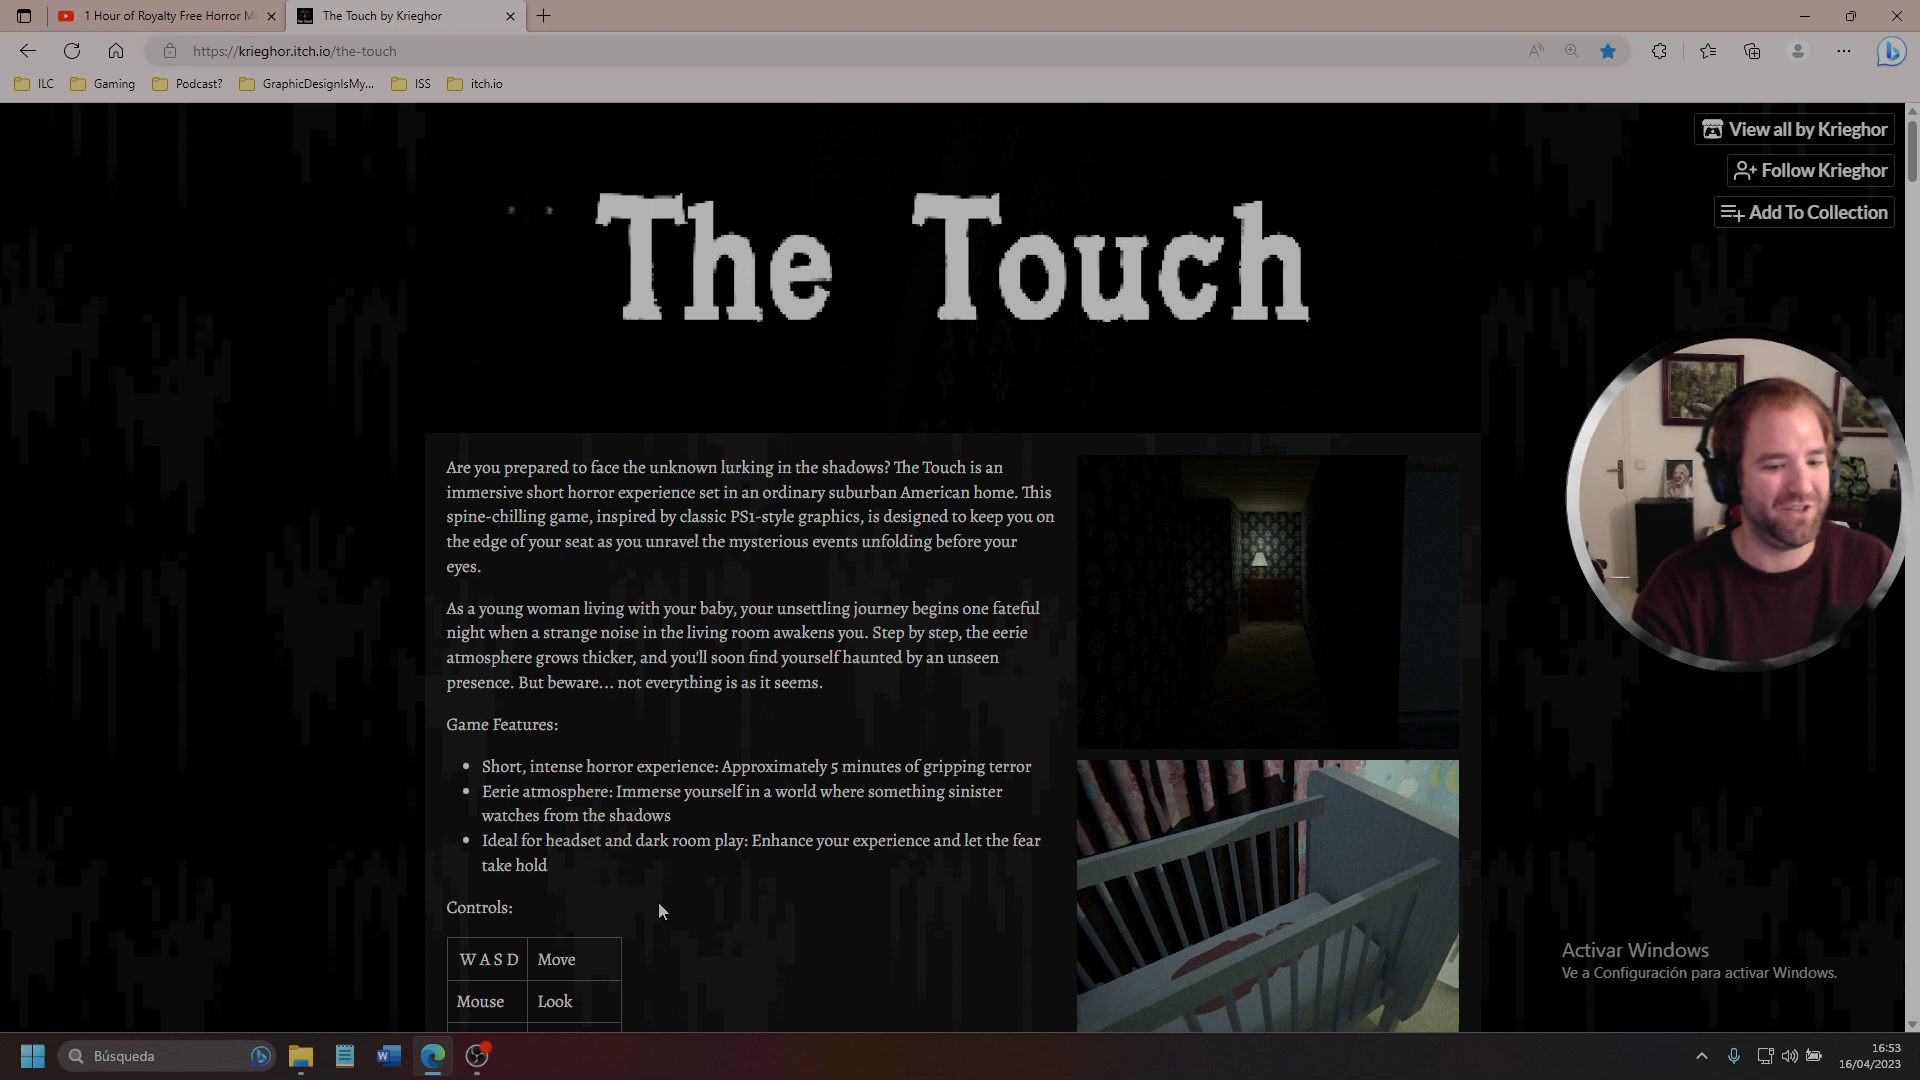 1 Hour of Royalty Free Horror M
The Touch by Krieghor
https://krieghor.itch.io/the-touch
ILC
Gaming
Podcast?
GraphicDesignIsMy...
ISS
itch.io
View all by Krieghor
Follow Krieghor
Add To Collection
The Touch
Are you prepared to face the unknown lurking in the shadows? The Touch is an
immersive short horror experience set in an ordinary suburban American home. This
spine-chilling game, inspired by classic PS1-style graphics, is designed to keep you on
the edge of your seat as you unravel the mysterious events unfolding before your
eyes.
As a young woman living with your baby, your unsettling journey begins one fateful
night when a strange noise in the living room awakens you. Step by step, the eerie
atmosphere grows thicker, and you'll soon find yourself haunted by an unseen
presence. But beware... not everything is as it seems.
Game Features:
Short, intense horror experience: Approximately 5 minutes of gripping terror
Eerie atmosphere: Immerse yourself in a world where something sinister
watches from the shadows
Ideal for headset and dark room play: Enhance your experience and let the fear
take hold
Controls:
W A S D Move
Mouse Look
Activar Windows
Ve a Configuración para activar Windows.
Búsqueda
16:53
16/04/2023